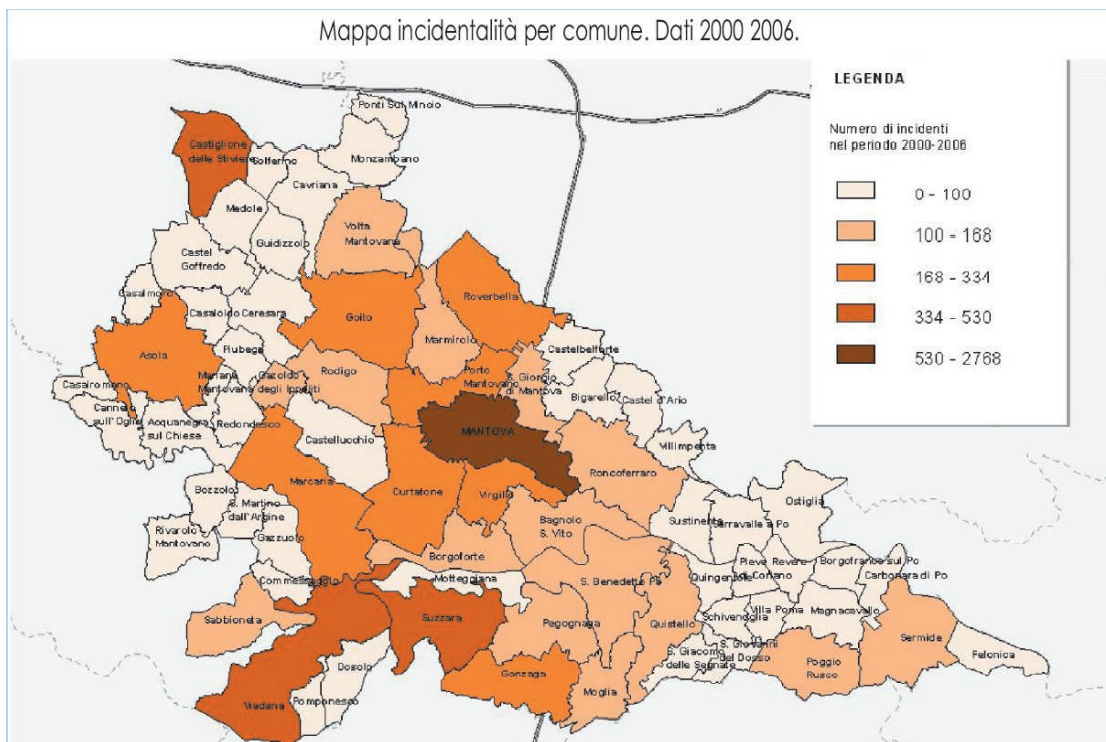 Mappa incidentalità per comune. Dati 2000 2006.
LEGENDA
Numero di incidenti
nel periodo 2000-2006
0 - 100
100 - 168
168 - 334
334 - 530
530 - 2768
Ponti Sul Mincio
Castiglione
delle Stiviere
Solferino
Monzambano
Cavriana
Medole
Volta
Mantovana
Guidizzolo
Castel
Goffredo
Casalmoro
Roverbella
Casaloldo
Ceresara
Goito
Asola
Piubega
Marmirolo
Castelbelforte
Mariana
Mantovana
Gazoldo
degli Ippoliti
Rodigo
Porto
Mantovano
S. Giorgio
di Mantova
Bigarello
Castel d'Ario
Casalromano
Canneto
sull'Oglio
Acquanegra
sul Chiese
Redondesco
Castellucchio
MANTOVA
Villimpenta
Marcaria
Roncoferraro
Bozzolo
Curtatone
Virgilio
Ostiglia
S. Martino
dall'Argine
Bagnolo
S. Vito
Sustinente
Serravalle a Po
Rivarolo
Mantovano
Gazzuolo
Borgoforte
Commessaggio
Motteggiana
S. Benedetto Po
Quingentole
Pieve
di Coriano
Revere
Borgofranco sul Po
Carbonara di Po
Sabbioneta
Suzzara
Pegognaga
Quistello
Schivenoglia
Villa Poma
Magnacavallo
Sermide
S. Giacomo
delle Segnate
S. Giovanni
del Dosso
Poggio
Rusco
Felonica
Dosolo
Gonzaga
Moglia
Viadana
Pomponesco